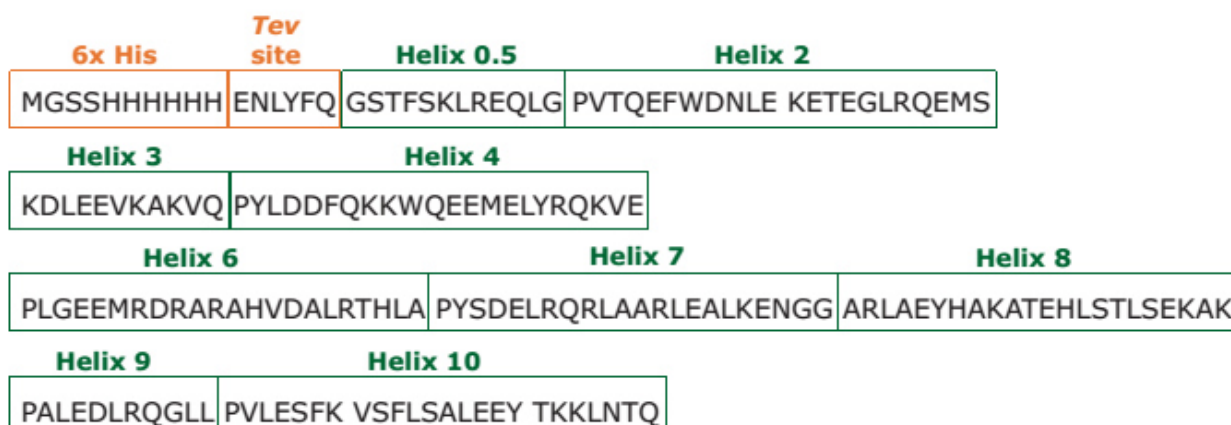 Tev
6x His site Helix 0.5 Helix 2
MGSSHHHHHH ENLYFQ GSTFSKLREQLG PVTQEFWDNLE KETEGLRQEMS
Helix 3 Helix 4
KDLEEVKAKVQ PYLDDFQKKWQEEMELYRQKVE
Helix 6 Helix 7 Helix 8
PLGEEMRDRARAHVDALRTHLA PYSDELRQRLAARLEALKENGG ARLAEYHAKATEHLSTLSEKAK
Helix 9 Helix 10
PALEDLRQGLL PVLESFK VSFLSALEEY TKKLNTQ